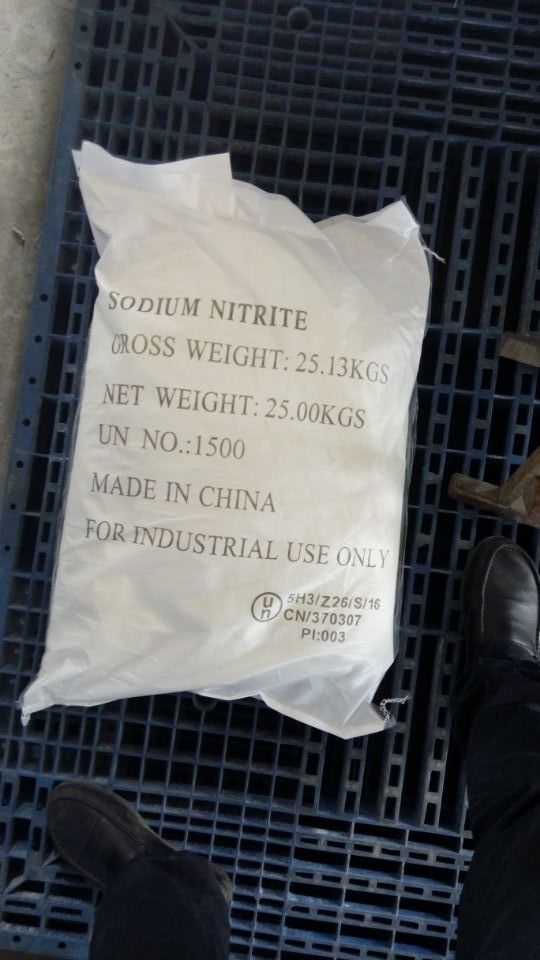 SODIUM NITRITE
GROSS WEIGHT: 25.13KGS
NET WEIGHT: 25.00KGS
UN NO.:1500
MADE IN CHINA
FOR INDUSTRIAL USE ONLY
un 5H3/Z26/S/16
CN/370307
PI:003